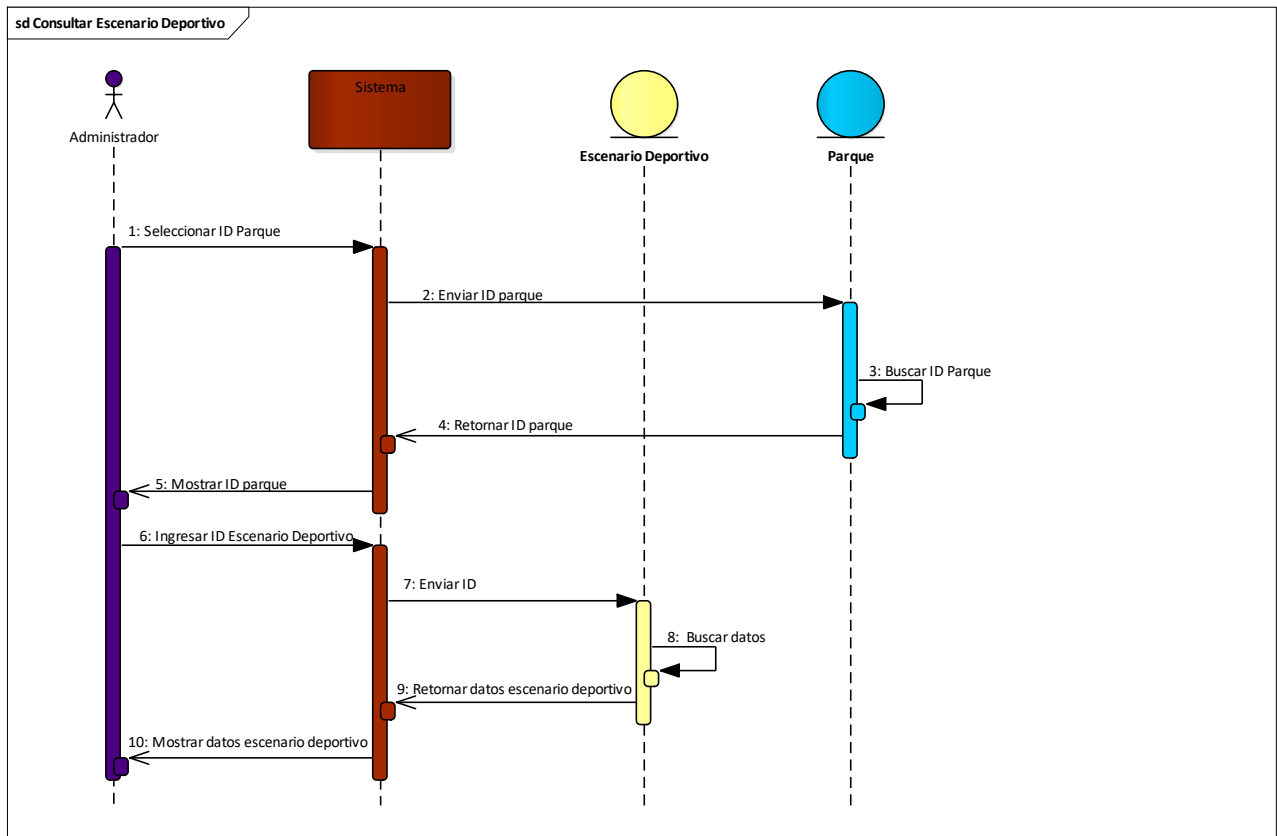 sd Consultar Escenario Deportivo
Administrador
Sistema
Escenario Deportivo
Parque
1: Seleccionar ID Parque
2: Enviar ID parque
3: Buscar ID Parque
4: Retornar ID parque
5: Mostrar ID parque
6: Ingresar ID Escenario Deportivo
7: Enviar ID
8: Buscar datos
9: Retornar datos escenario deportivo
10: Mostrar datos escenario deportivo